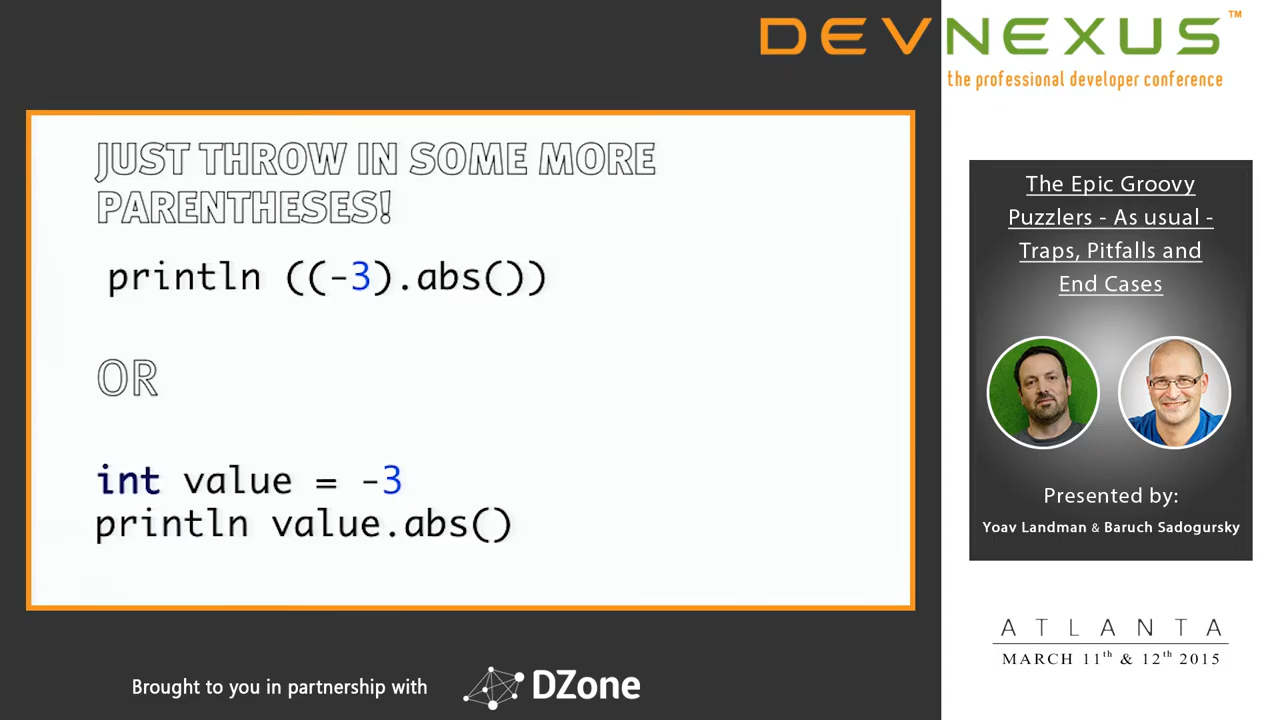 DEVNEXUS™
the professional developer conference
JUST THROW IN SOME MORE
PARENTHESES!
println ((-3).abs())
OR
int value = -3
println value.abs()
The Epic Groovy
Puzzlers - As usual -
Traps, Pitfalls and
End Cases
Presented by:
Yoav Landman & Baruch Sadogursky
ATLANTA
MARCH 11th & 12th 2015
Brought to you in partnership with
DZone